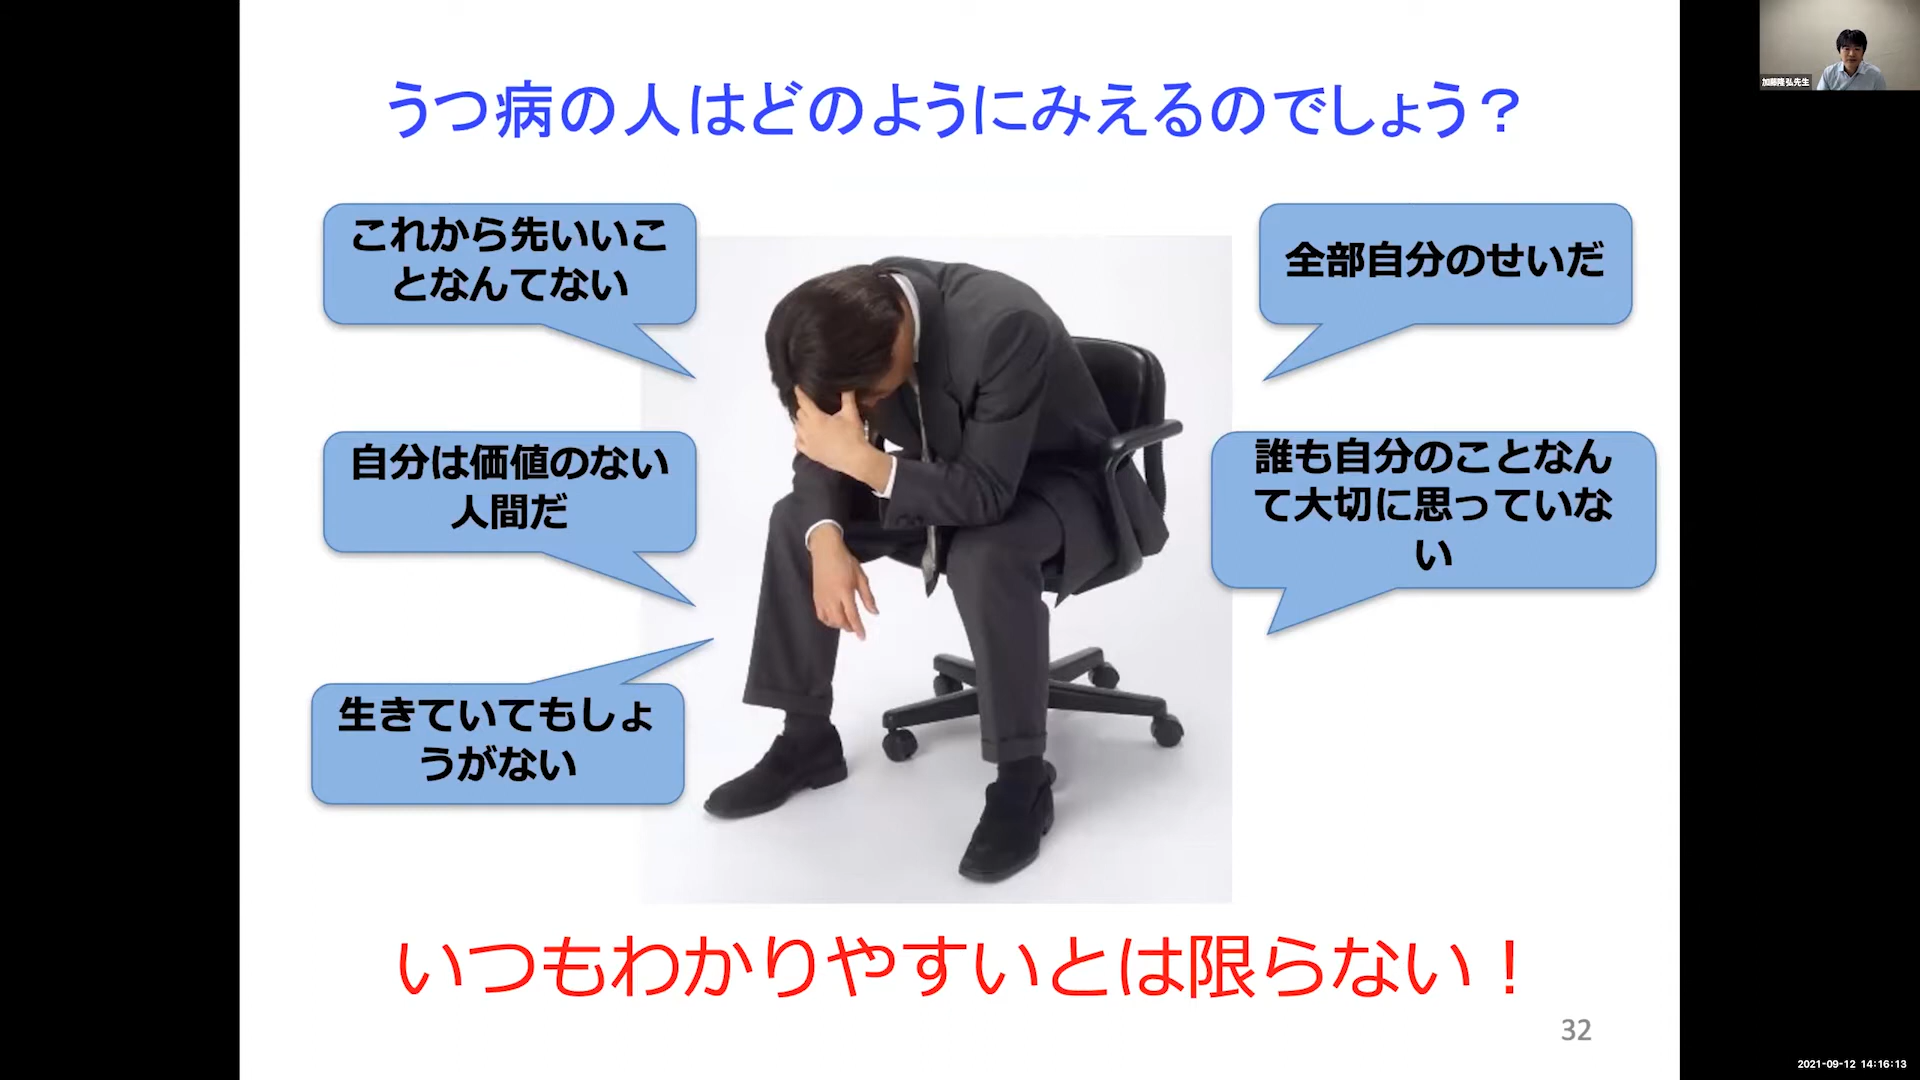 うつ病の人はどのようにみえるのでしょう？
これから先いいこ
となんてない
全部自分のせいだ
自分は価値のない
人間だ
誰も自分のことなん
て大切に思っていな
い
生きていてもしょ
うがない
いつもわかりやすいとは限らない！
32
加藤隆弘先生
2021-09-12 14:16:13